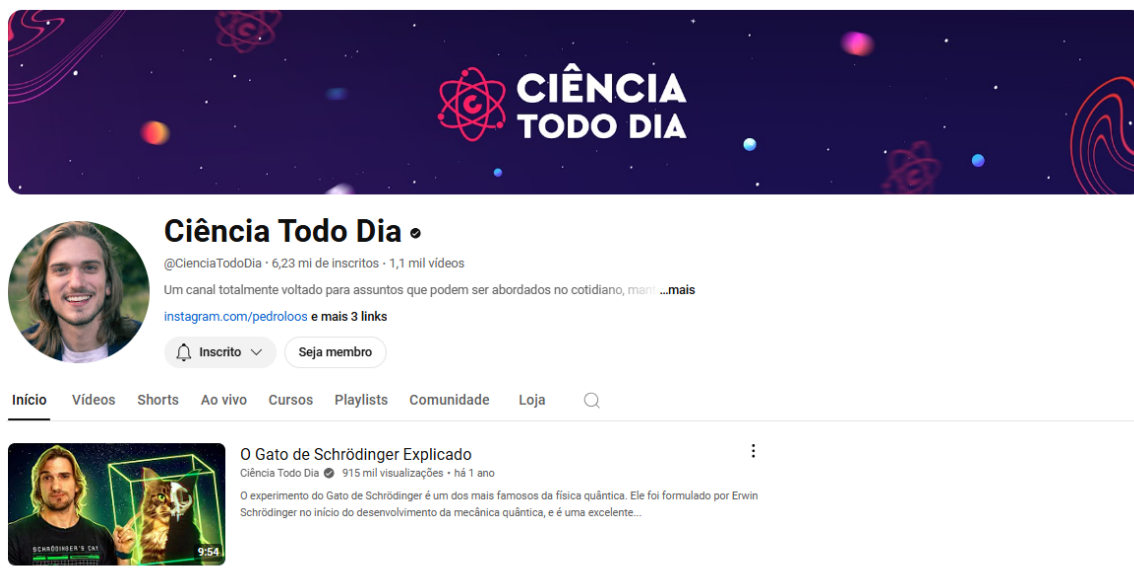 CIÊNCIA
TODO DIA
Ciência Todo Dia
@CienciaTodoDia · 6,23 mi de inscritos · 1,1 mil vídeos
Um canal totalmente voltado para assuntos que podem ser abordados no cotidiano, ...mais
instagram.com/pedroloos e mais 3 links
Inscrito
Seja membro
Início Vídeos Shorts Ao vivo Cursos Playlists Comunidade Loja
O Gato de Schrödinger Explicado
Ciência Todo Dia 915 mil visualizações • há 1 ano
O experimento do Gato de Schrödinger é um dos mais famosos da física quântica. Ele foi formulado por Erwin
Schrödinger no início do desenvolvimento da mecânica quântica, e é uma excelente...
SCHRÖDINGER'S CAT
9:54